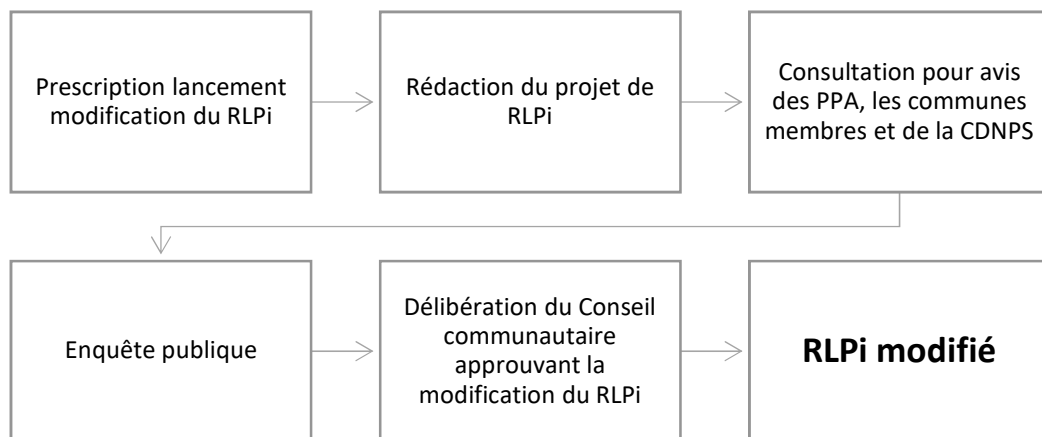 Prescription lancement
modification du RLPi
Rédaction du projet de
RLPi
Consultation pour avis
des PPA, les communes
membres et de la CDNPS
Enquête publique
Délibération du Conseil
communautaire
approuvant la
modification du RLPi
RLPi modifié